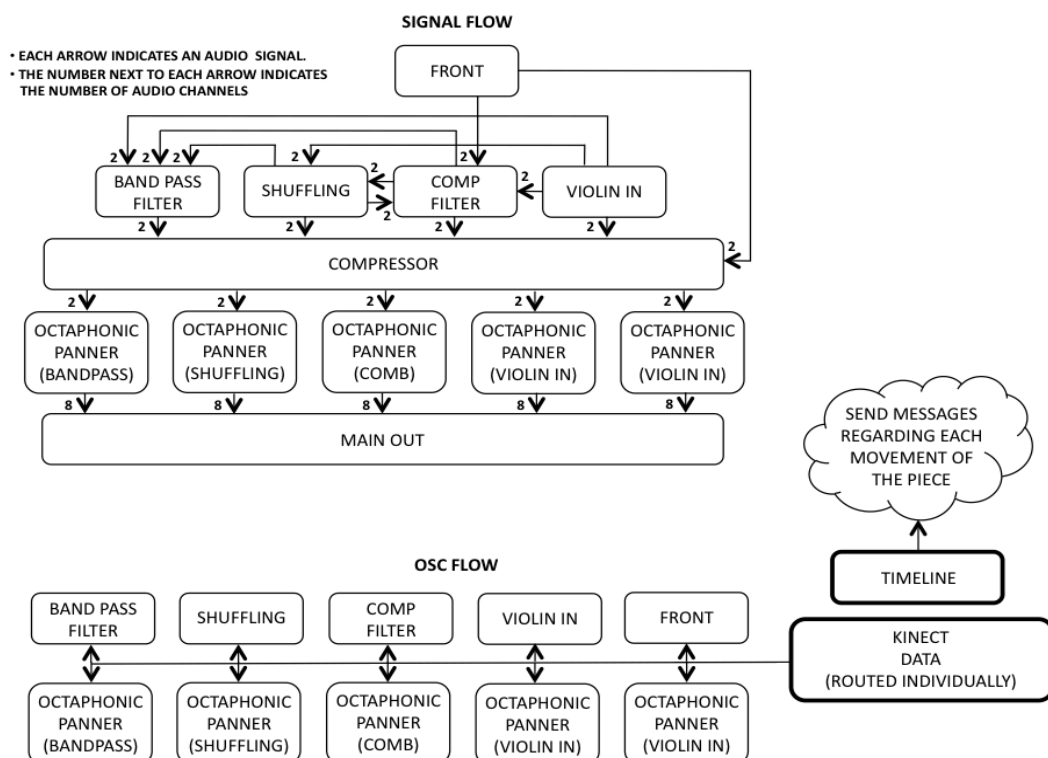 SIGNAL FLOW
• EACH ARROW INDICATES AN AUDIO SIGNAL.
• THE NUMBER NEXT TO EACH ARROW INDICATES
THE NUMBER OF AUDIO CHANNELS
FRONT
2 2 2 2 2
BAND PASS
FILTER
SHUFFLING
2
2
COMP
FILTER
2
VIOLIN IN
2 2 2 2
2
COMPRESSOR
2 2 2 2 2
OCTAPHONIC
PANNER
(BANDPASS)
OCTAPHONIC
PANNER
(SHUFFLING)
OCTAPHONIC
PANNER
(COMB)
OCTAPHONIC
PANNER
(VIOLIN IN)
OCTAPHONIC
PANNER
(VIOLIN IN)
8 8 8 8 8
MAIN OUT
SEND MESSAGES
REGARDING EACH
MOVEMENT OF
THE PIECE
TIMELINE
OSC FLOW
BAND PASS
FILTER
SHUFFLING
COMP
FILTER
VIOLIN IN
FRONT
KINECT
DATA
(ROUTED INDIVIDUALLY)
OCTAPHONIC
PANNER
(BANDPASS)
OCTAPHONIC
PANNER
(SHUFFLING)
OCTAPHONIC
PANNER
(COMB)
OCTAPHONIC
PANNER
(VIOLIN IN)
OCTAPHONIC
PANNER
(VIOLIN IN)